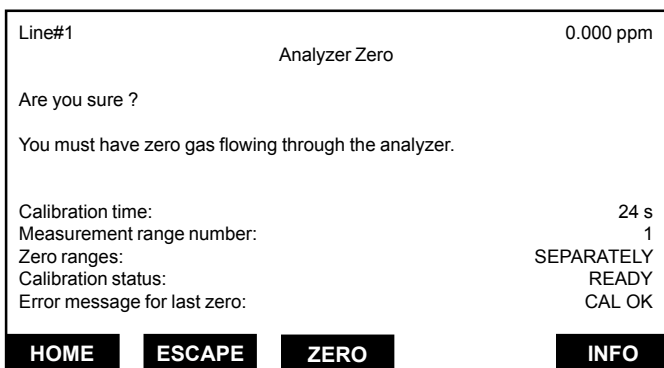 Line#1 0.000 ppm
Analyzer Zero
Are you sure ?
You must have zero gas flowing through the analyzer.
Calibration time: 24 s
Measurement range number: 1
Zero ranges: SEPARATELY
Calibration status: READY
Error message for last zero: CAL OK
HOME ESCAPE ZERO INFO